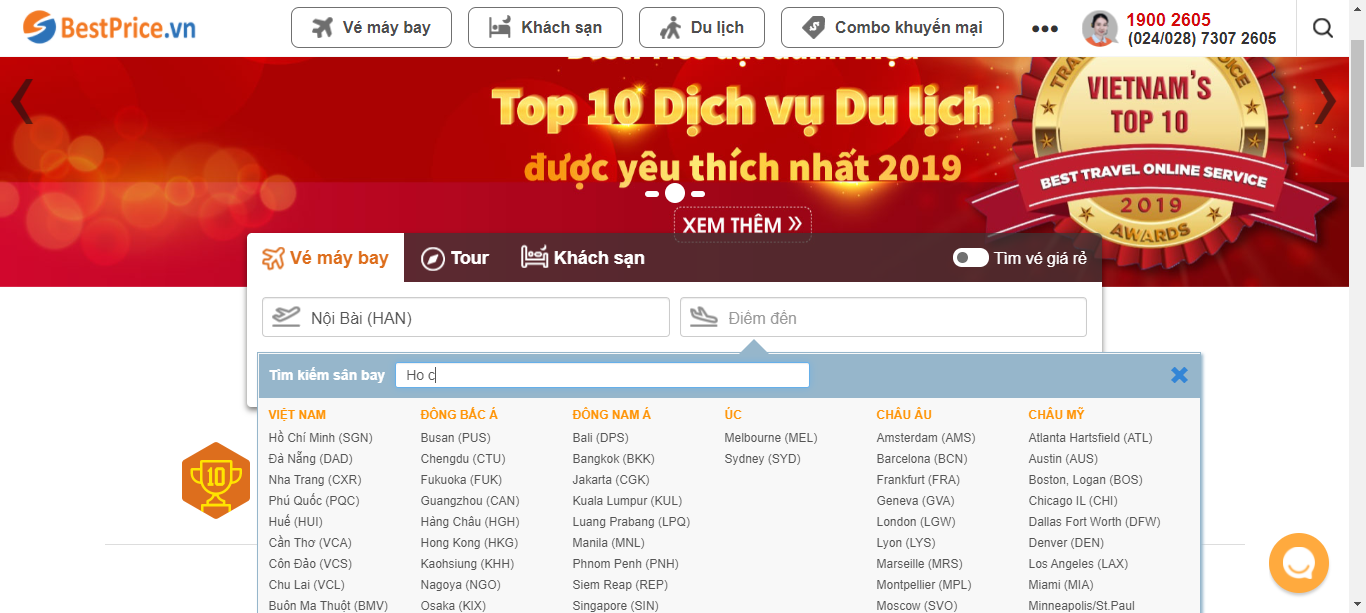 BestPrice.vn
Vé máy bay
Khách sạn
Du lịch
Combo khuyến mại
1900 2605
(024/028) 7307 2605
Top 10 Dịch vụ Du lịch
được yêu thích nhất 2019
XEM THÊM »
VIETNAM'S
TOP 10
BEST TRAVEL ONLINE SERVICE
2019
AWARDS
Vé máy bay
Tour
Khách sạn
Tìm vé giá rẻ
Nội Bài (HAN)
Điểm đến
Tìm kiếm sân bay
Ho c
VIỆT NAM
Hồ Chí Minh (SGN)
Đà Nẵng (DAD)
Nha Trang (CXR)
Phú Quốc (PQC)
Huế (HUI)
Cần Thơ (VCA)
Côn Đảo (VCS)
Chu Lai (VCL)
Buôn Ma Thuột (BMV)
ĐÔNG BẮC Á
Busan (PUS)
Chengdu (CTU)
Fukuoka (FUK)
Guangzhou (CAN)
Hàng Châu (HGH)
Hong Kong (HKG)
Kaohsiung (KHH)
Nagoya (NGO)
Osaka (KIX)
ĐÔNG NAM Á
Bali (DPS)
Bangkok (BKK)
Jakarta (CGK)
Kuala Lumpur (KUL)
Luang Prabang (LPQ)
Manila (MNL)
Phnom Penh (PNH)
Siem Reap (REP)
Singapore (SIN)
ÚC
Melbourne (MEL)
Sydney (SYD)
CHÂU ÂU
Amsterdam (AMS)
Barcelona (BCN)
Frankfurt (FRA)
Geneva (GVA)
London (LGW)
Lyon (LYS)
Marseille (MRS)
Montpellier (MPL)
Moscow (SVO)
CHÂU MỸ
Atlanta Hartsfield (ATL)
Austin (AUS)
Boston, Logan (BOS)
Chicago IL (CHI)
Dallas Fort Worth (DFW)
Denver (DEN)
Los Angeles (LAX)
Miami (MIA)
Minneapolis/St.Paul
10